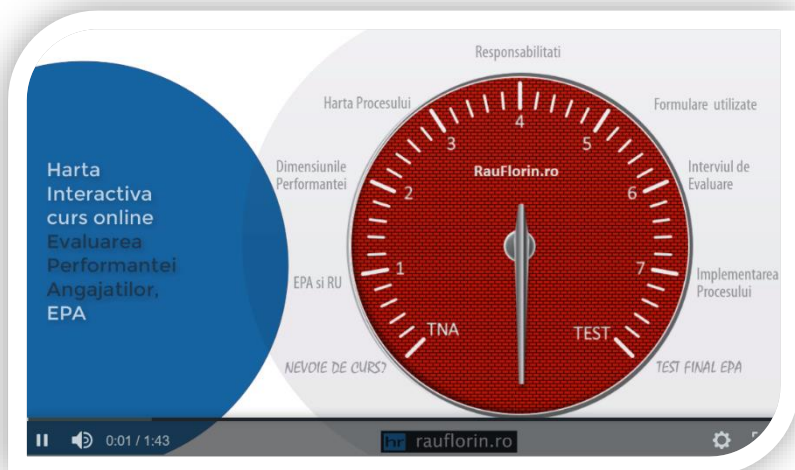 Harta
Interactiva
curs online
Evaluarea
Performantei
Angajatilor,
EPA
Responsabilitati
Harta Procesului
Formulare utilizate
Dimensiunile
Performantei
Interviul de
Evaluare
EPA si RU
Implementarea
Procesului
NEVOIE DE CURS?
TEST FINAL EPA
RauFlorin.ro
TNA
1
2
3
4
5
6
7
TEST
0:01 / 1:43
hr rauflorin.ro